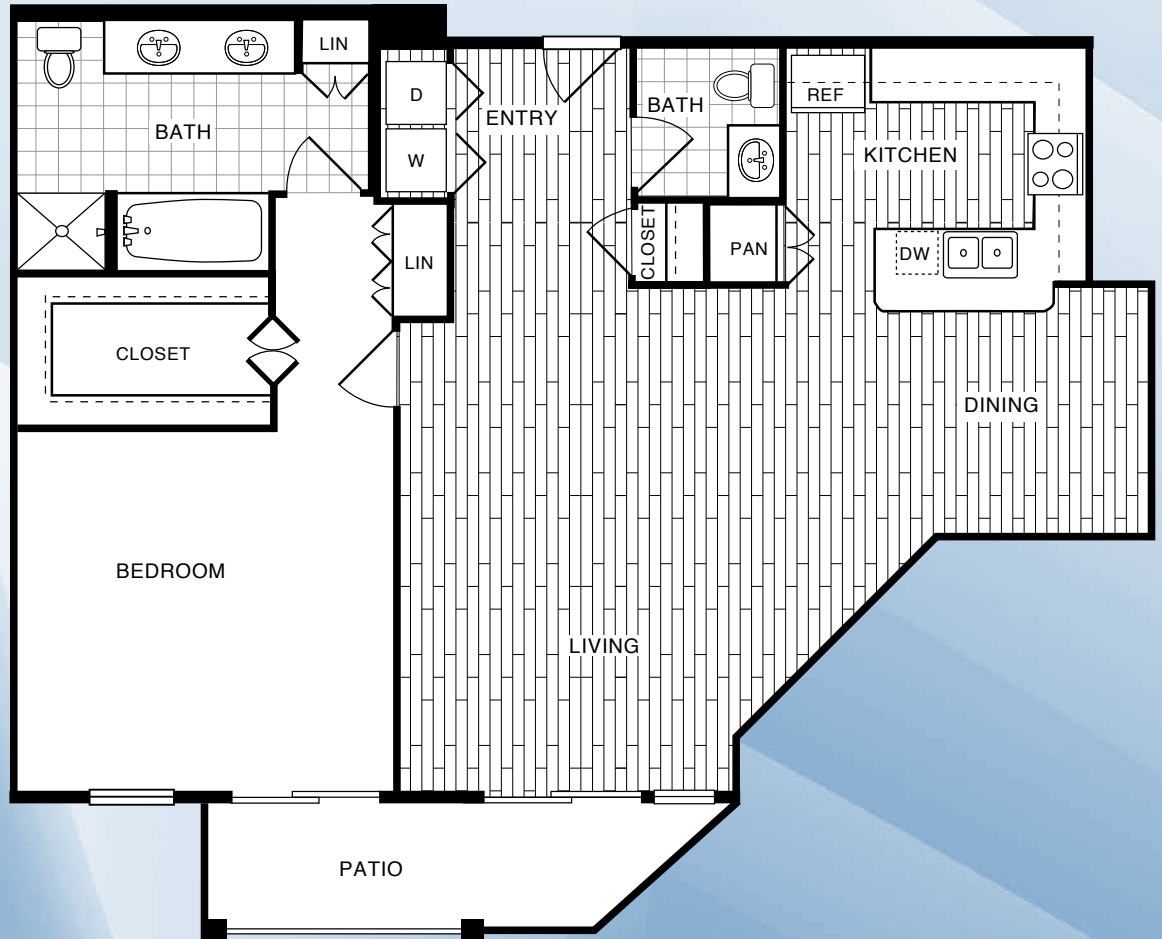 LIN
D
ENTRY
BATH
REF
BATH
KITCHEN
W
CLOSET
PAN
DW
LIN
CLOSET
DINING
BEDROOM
LIVING
PATIO